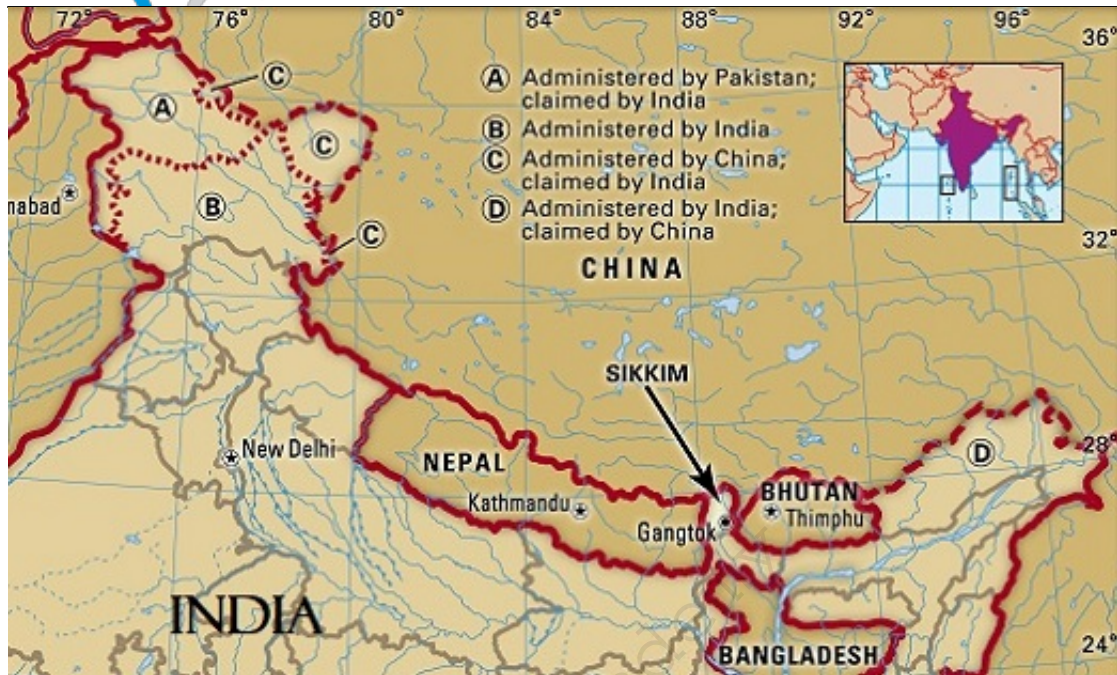 72° 76° 80° 84° 88° 92° 96°
36°
C
A Administered by Pakistan;
claimed by India
A
B Administered by India
C
C Administered by China;
claimed by India
mabad
B
D Administered by India;
claimed by China
C
32°
CHINA
SIKKIM
New Delhi
NEPAL
D
28°
BHUTAN
Kathmandu
Thimphu
Gangtok
INDIA
BANGLADESH
24°